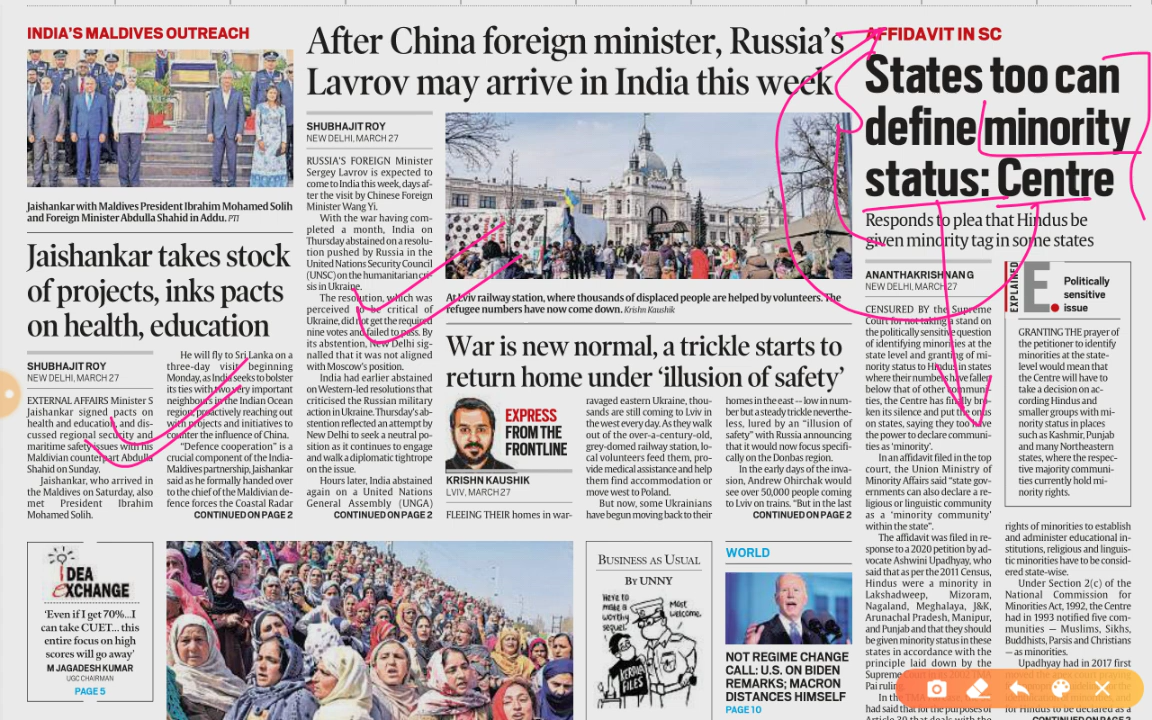 INDIA'S MALDIVES OUTREACH
Jaishankar with Maldives President Ibrahim Mohamed Solih
and Foreign Minister Abdulla Shahid in Addu. PTI
Jaishankar takes stock
of projects, inks pacts
on health, education
SHUBHAJIT ROY
NEW DELHI, MARCH 27
EXTERNAL AFFAIRS Minister S
Jaishankar signed pacts on
health and education and dis-
cussed regional security and
maritime safety issues with his
Maldivian counterpart Abdulla
Shahid on Sunday.
Jaishankar, who arrived in
the Maldives on Saturday, also
met President Ibrahim
Mohamed Solih.
He will fly to Sri Lanka on a
three-day visit beginning
Monday, as India seeks to bolster
its ties with two very important
neighbours in the Indian Ocean
region, proactively reaching out
with projects and initiatives to
counter the influence of China.
"Defence cooperation" is a
crucial component of the India-
Maldives partnership, Jaishankar
said as he formally handed over
to the chief of the Maldivian de-
fence forces the Coastal Radar
CONTINUED ON PAGE 2
After China foreign minister, Russia's
Lavrov may arrive in India this week
SHUBHAJIT ROY
NEW DELHI, MARCH 27
RUSSIA'S FOREIGN Minister
Sergey Lavrov is expected to
come to India this week, days af-
ter the visit by Chinese Foreign
Minister Wang Yi.
With the war having com-
pleted a month, India on
Thursday abstained on a resolu-
tion pushed by Russia in the
United Nations Security Council
(UNSC) on the humanitarian cri-
sis in Ukraine.
The resolution, which was
perceived to be critical of
Ukraine, did not get the required
nine votes and failed to pass. By
its abstention, New Delhi sig-
nalled that it was not aligned
with Moscow's position.
India had earlier abstained
on Western-led resolutions that
criticised the Russian military
action in Ukraine. Thursday's ab-
stention reflected an attempt by
New Delhi to seek a neutral po-
sition as it continues to engage
and walk a diplomatic tightrope
on the issue.
Hours later, India abstained
again on a United Nations
General Assembly (UNGA)
CONTINUED ON PAGE 2
At Lviv railway station, where thousands of displaced people are helped by volunteers. The
refugee numbers have now come down. Krishn Kaushik
War is new normal, a trickle starts to
return home under 'illusion of safety'
EXPRESS
FROM THE
FRONTLINE
KRISHN KAUSHIK
LVIV, MARCH 27
FLEEING THEIR homes in war-
ravaged eastern Ukraine, thou-
sands are still coming to Lviv in
the west every day. As they walk
out of the over-a-century-old,
grey-domed railway station, lo-
cal volunteers feed them, pro-
vide medical assistance and help
them find accommodation or
move west to Poland.
But now, some Ukrainians
have begun moving back to their
homes in the east -- low in num-
ber but a steady trickle neverthe-
less, lured by an "illusion of
safety" with Russia announcing
that it would now focus specifi-
cally on the Donbas region.
In the early days of the inva-
sion, Andrew Ohirchak would
see over 50,000 people coming
to Lviv on trains. "But in the last
CONTINUED ON PAGE 2
AFFIDAVIT IN SC
States too can
define minority
status: Centre
Responds to plea that Hindus be
given minority tag in some states
ANANTHAKRISHNAN G
NEW DELHI, MARCH 27
CENSURED BY the Supreme
Court for not taking a stand on
the politically sensitive question
of identifying minorities at the
state level and granting of mi-
nority status to Hindus in states
where their numbers have fallen
below that of other communi-
ties, the Centre has finally bro-
ken its silence and put the onus
on states, saying they too have
the power to declare communi-
ties as 'minority'.
In an affidavit filed in the top
court, the Union Ministry of
Minority Affairs said "state gov-
ernments can also declare a re-
ligious or linguistic community
as a 'minority community'
within the state".
The affidavit was filed in re-
sponse to a 2020 petition by ad-
vocate Ashwini Upadhyay, who
said that as per the 2011 Census,
Hindus were a minority in
Lakshadweep, Mizoram,
Nagaland, Meghalaya, J&K,
Arunachal Pradesh, Manipur,
and Punjab and that they should
be given minority status in these
states in accordance with the
principle laid down by the
Supreme
Pai
In the
had said
EXPLAINED
E.
Politically
sensitive
issue
GRANTING THE prayer of
the petitioner to identify
minorities at the state-
level would mean that
the Centre will have to
take a decision on ac-
cording Hindus and
smaller groups with mi-
nority status in places
such as Kashmir, Punjab
and many Northeastern
states, where the respec-
tive majority communi-
ties currently hold mi-
nority rights.
rights of minorities to establish
and administer educational in-
stitutions, religious and linguis-
tic minorities have to be consid-
ered state-wise.
Under Section 2(c) of the
National Commission for
Minorities Act, 1992, the Centre
had in 1993 notified five com-
munities — Muslims, Sikhs,
Buddhists, Parsis and Christians
— as minorities.
Upadhyay had in 2017 first
IDEA
EXCHANGE
'Even if I get 70%...I
can take CUET... this
entire focus on high
scores will go away'
M JAGADESH KUMAR
UGC CHAIRMAN
PAGE 5
BUSINESS AS USUAL
BY UNNY
HERE TO
MAKE A
WORTHY
SEQUEL
MOST
WELCOME.
KERALA
FILES
WORLD
NOT REGIME CHANGE
CALL: U.S. ON BIDEN
REMARKS; MACRON
DISTANCES HIMSELF
PAGE 10